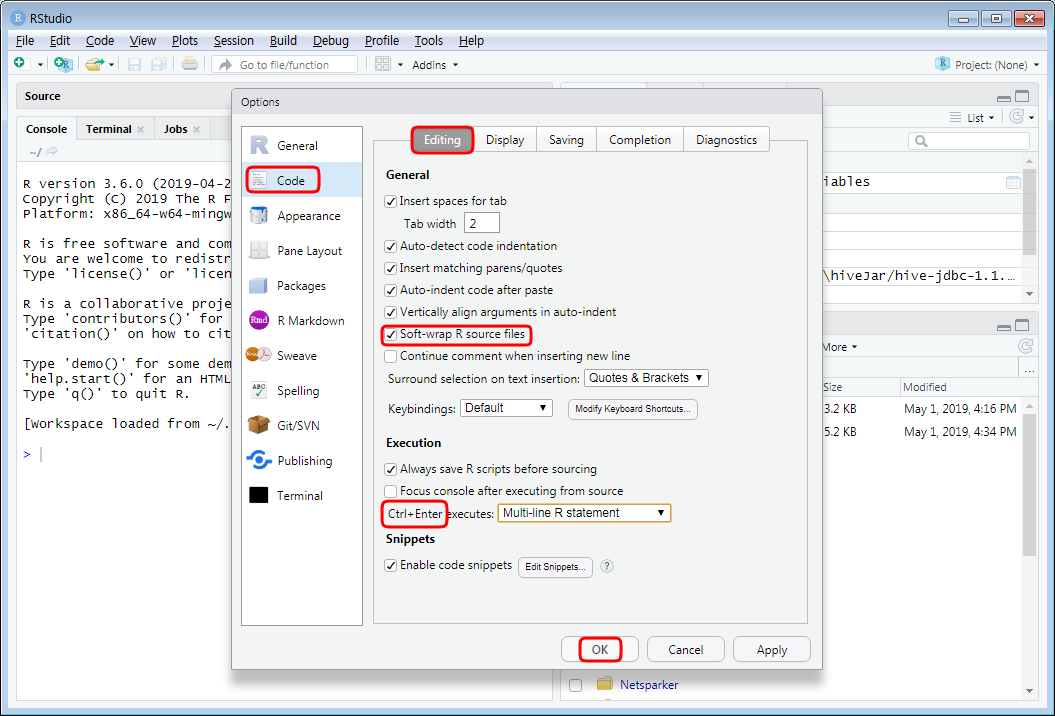 RStudio
File Edit Code View Plots Session Build Debug Profile Tools Help
Go to file/function
Addins
Project: (None)
Source
Console Terminal Jobs
~/
R version 3.6.0 (2019-04-2
Copyright (C) 2019 The R F
Platform: x86_64-w64-mingw
R is free software and com
You are welcome to redistr
Type 'license()' or 'licen
R is a collaborative proje
Type 'contributors()' for
'citation()' on how to cit
Type 'demo()' for some dem
'help.start()' for an HTML
Type 'q()' to quit R.
[Workspace loaded from ~/.
>
Options
General
Code
Appearance
Pane Layout
Packages
R Markdown
Sweave
Spelling
Git/SVN
Publishing
Terminal
Editing Display Saving Completion Diagnostics
General
Insert spaces for tab
Tab width 2
Auto-detect code indentation
Insert matching parens/quotes
Auto-indent code after paste
Vertically align arguments in auto-indent
Soft-wrap R source files
Continue comment when inserting new line
Surround selection on text insertion: Quotes & Brackets
Keybindings: Default Modify Keyboard Shortcuts...
Execution
Always save R scripts before sourcing
Focus console after executing from source
Ctrl+Enter executes: Multi-line R statement
Snippets
Enable code snippets Edit Snippets... ?
OK Cancel Apply
List
iables
\hiveJar/hive-jdbc-1.1....
More
...
Size Modified
3.2 KB May 1, 2019, 4:16 PM
5.2 KB May 1, 2019, 4:34 PM
Netsparker